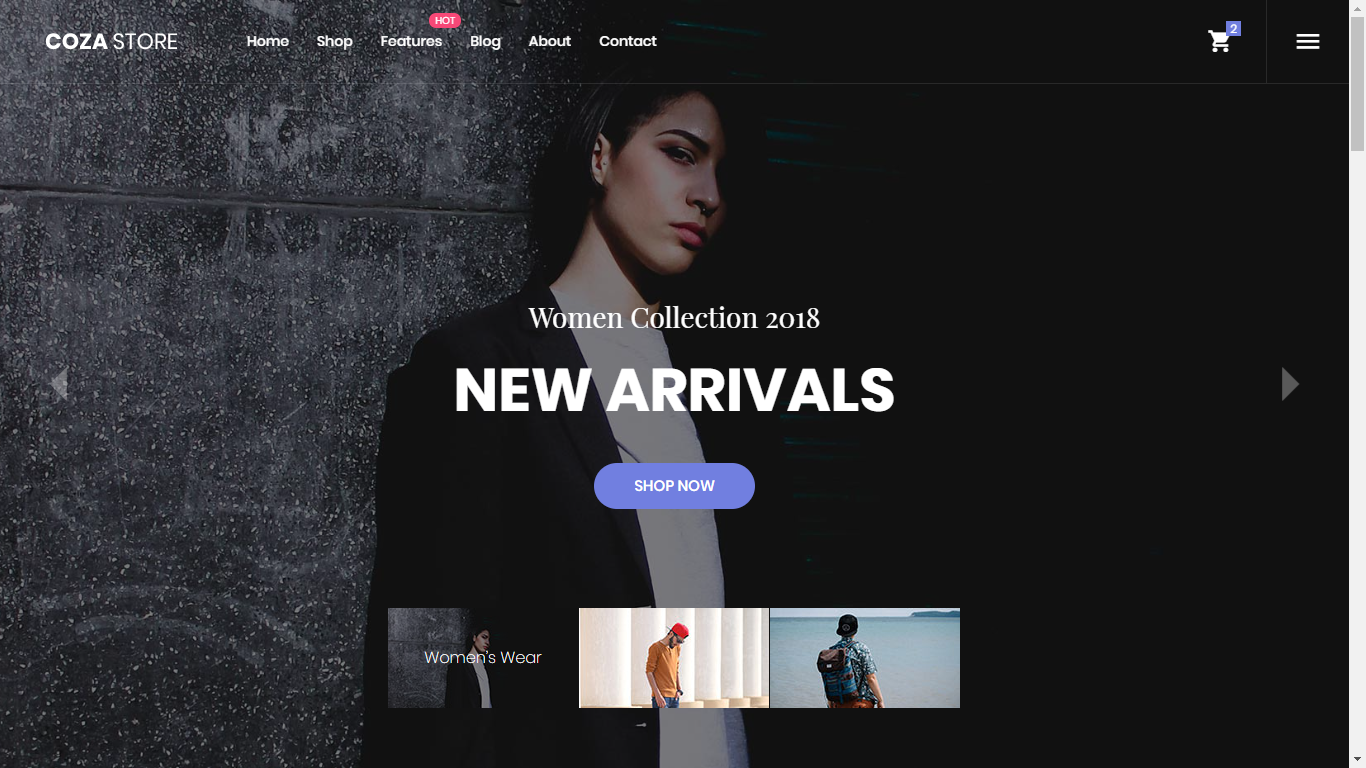 COZA STORE
Home Shop Features HOT Blog About Contact
2
Women Collection 2018
NEW ARRIVALS
SHOP NOW
Women's Wear